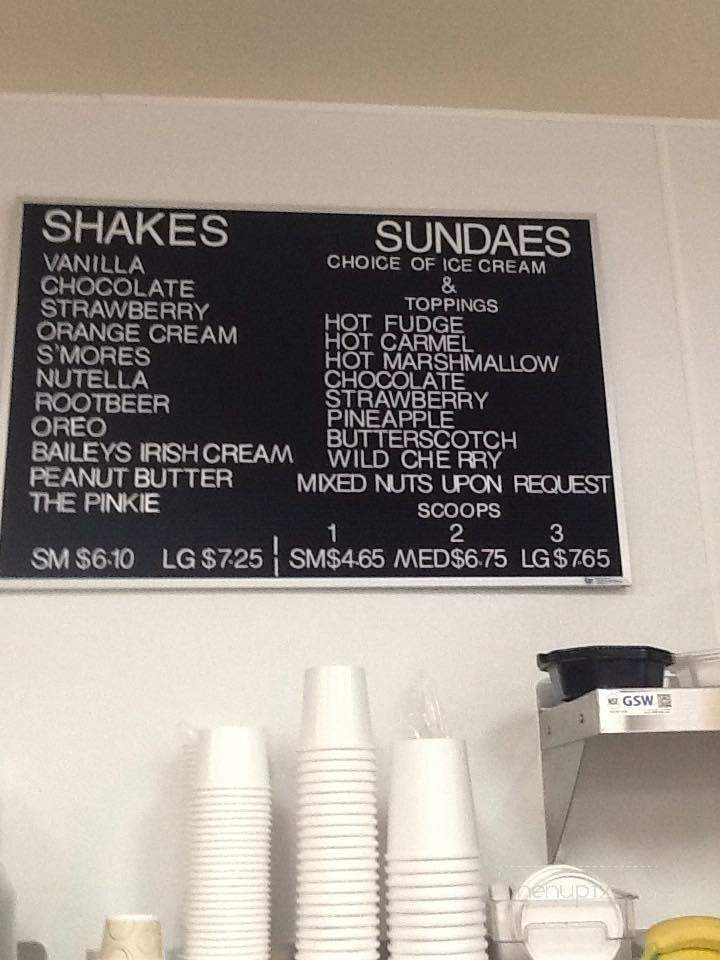 SHAKES
VANILLA
CHOCOLATE
STRAWBERRY
ORANGE CREAM
S'MORES
NUTELLA
ROOTBEER
OREO
BAILEYS IRISH CREAM
PEANUT BUTTER
THE PINKIE
SM $6.10 LG $7.25
SUNDAES
CHOICE OF ICE CREAM
&
TOPPINGS
HOT FUDGE
HOT CARMEL
HOT MARSHMALLOW
CHOCOLATE
STRAWBERRY
PINEAPPLE
BUTTERSCOTCH
WILD CHE RRY
MIXED NUTS UPON REQUEST
SCOOPS
1 2 3
SM$4.65 MED$6.75 LG $7.65
NSF GSW